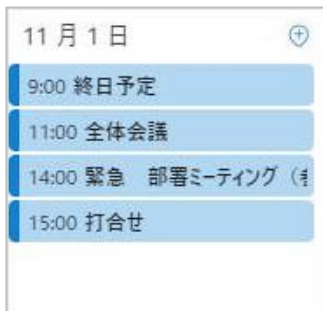 11 月 1 日
9:00 終日予定
11:00 全体会議
14:00 緊急　部署ミーティング（
15:00 打合せ